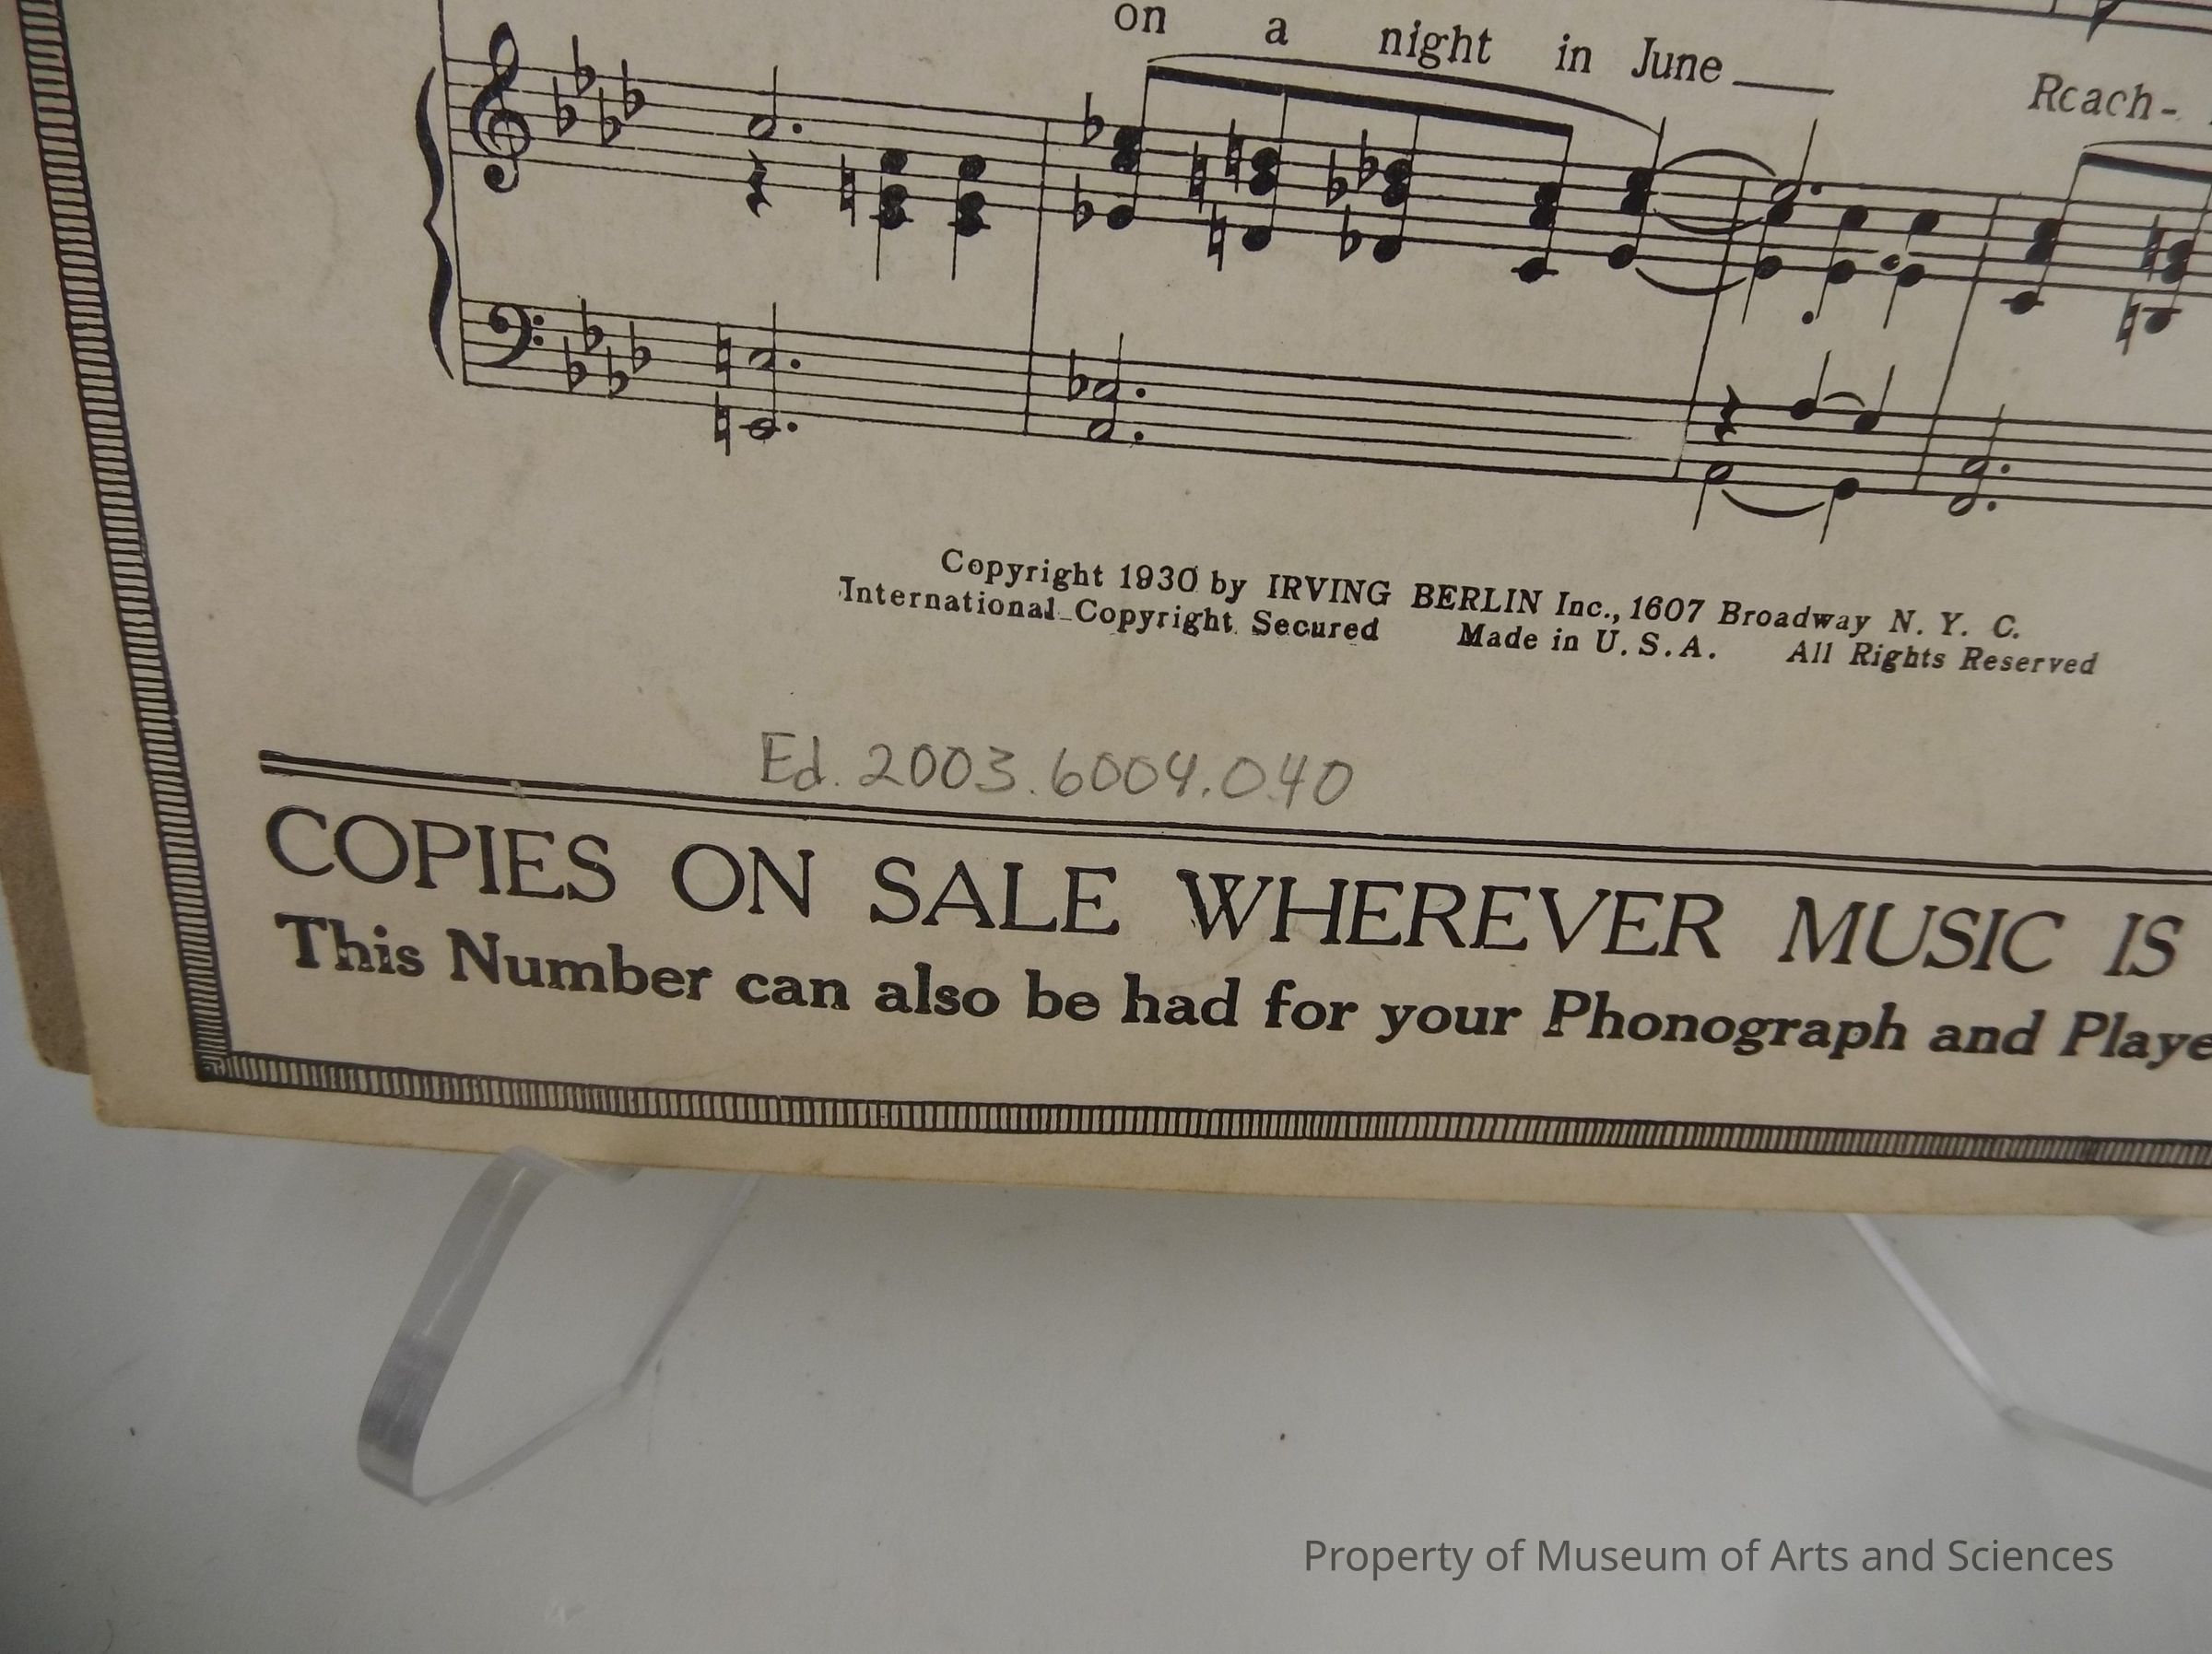 on a night in June
Reach-
Copyright 1930 by IRVING BERLIN Inc., 1607 Broadway N. Y. C.
International Copyright Secured Made in U. S. A. All Rights Reserved
Ed. 2003.6004.040
COPIES ON SALE WHEREVER MUSIC IS
This Number can also be had for your Phonograph and Playe
Property of Museum of Arts and Sciences